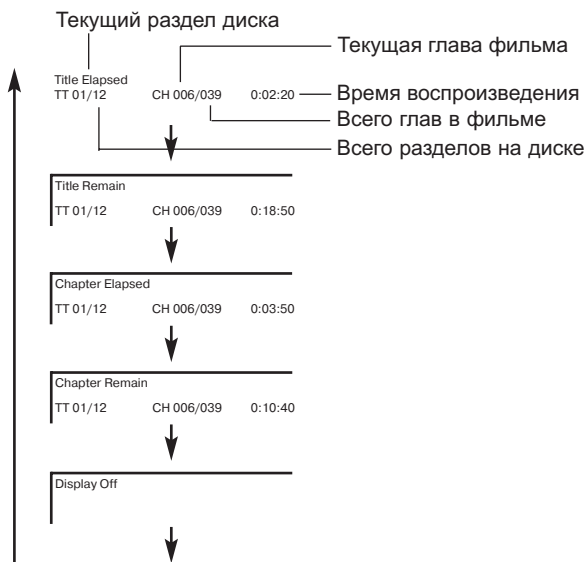 Текущий раздел диска
Текущая глава фильма
Title Elapsed
TT 01/12 CH 006/039 0:02:20
Время воспроизведения
Всего глав в фильме
Всего разделов на диске
Title Remain
TT 01/12 CH 006/039 0:18:50
Chapter Elapsed
TT 01/12 CH 006/039 0:03:50
Chapter Remain
TT 01/12 CH 006/039 0:10:40
Display Off